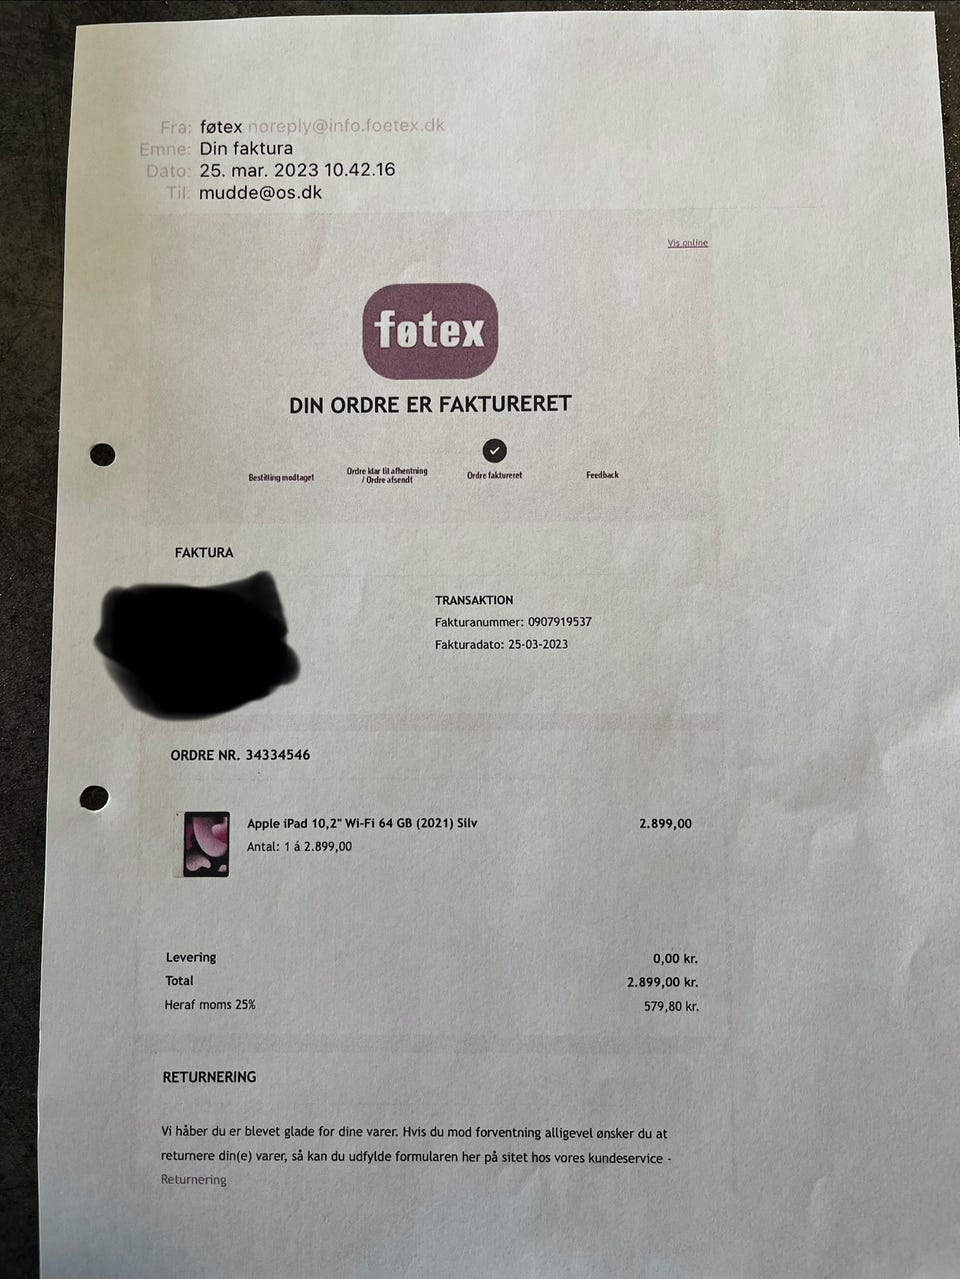 Fra: føtex noreply@info.foetex.dk
Emne: Din faktura
Dato: 25. mar. 2023 10.42.16
Til: mudde@os.dk
Vis online
føtex
DIN ORDRE ER FAKTURERET
Bestilling modtaget
Ordre klar til afhentning
/ Ordre afsendt
Ordre faktureret
Feedback
FAKTURA
TRANSAKTION
Fakturanummer: 0907919537
Fakturadato: 25-03-2023
ORDRE NR. 34334546
Apple iPad 10,2" Wi-Fi 64 GB (2021) Silv 2.899,00
Antal: 1 á 2.899,00
Levering 0,00 kr.
Total 2.899,00 kr.
Heraf moms 25% 579,80 kr.
RETURNERING
Vi håber du er blevet glade for dine varer. Hvis du mod forventning alligevel ønsker du at
returnere din(e) varer, så kan du udfylde formularen her på sitet hos vores kundeservice -
Returnering